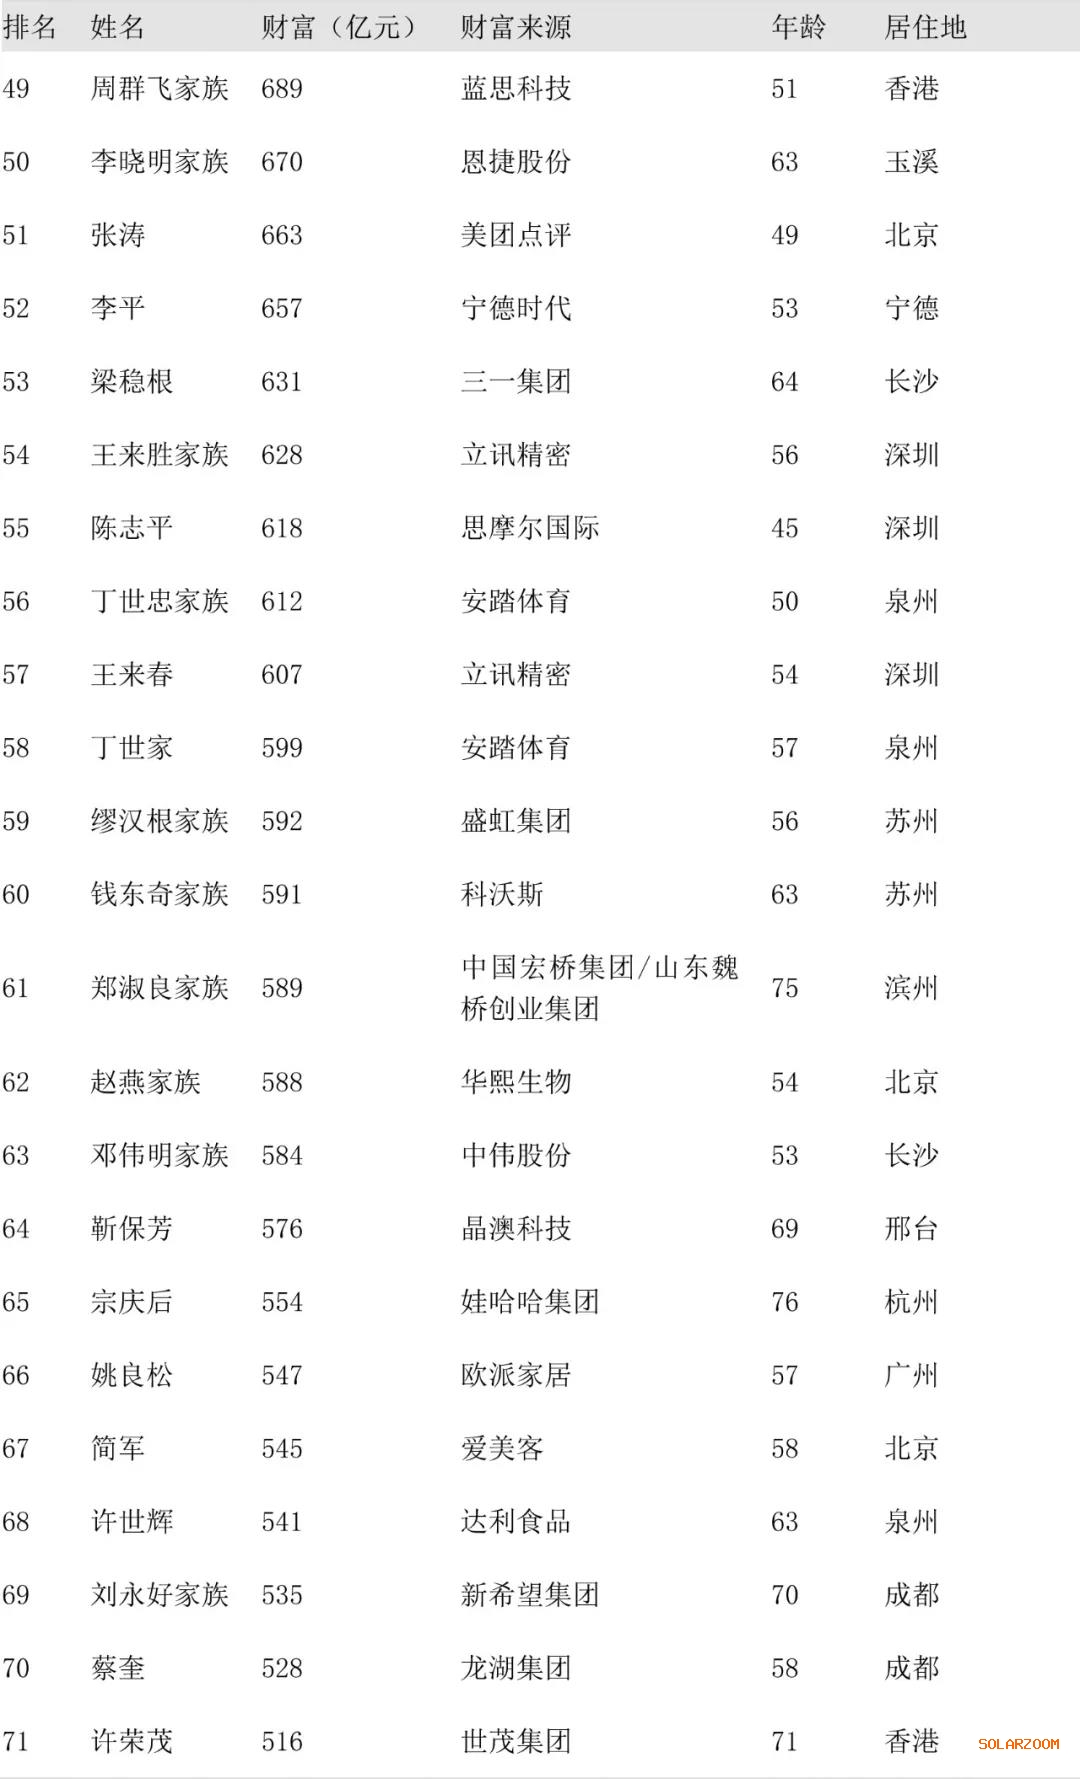 排名 姓名 财富（亿元） 财富来源 年龄 居住地
49 周群飞家族 689 蓝思科技 51 香港
50 李晓明家族 670 恩捷股份 63 玉溪
51 张涛 663 美团点评 49 北京
52 李平 657 宁德时代 53 宁德
53 梁稳根 631 三一集团 64 长沙
54 王来胜家族 628 立讯精密 56 深圳
55 陈志平 618 思摩尔国际 45 深圳
56 丁世忠家族 612 安踏体育 50 泉州
57 王来春 607 立讯精密 54 深圳
58 丁世家 599 安踏体育 57 泉州
59 缪汉根家族 592 盛虹集团 56 苏州
60 钱东奇家族 591 科沃斯 63 苏州
61 郑淑良家族 589 中国宏桥集团/山东魏 75 滨州
桥创业集团
62 赵燕家族 588 华熙生物 54 北京
63 邓伟明家族 584 中伟股份 53 长沙
64 靳保芳 576 晶澳科技 69 邢台
65 宗庆后 554 娃哈哈集团 76 杭州
66 姚良松 547 欧派家居 57 广州
67 简军 545 爱美客 58 北京
68 许世辉 541 达利食品 63 泉州
69 刘永好家族 535 新希望集团 70 成都
70 蔡奎 528 龙湖集团 58 成都
71 许荣茂 516 世茂集团 71 香港
SOLARZOOM